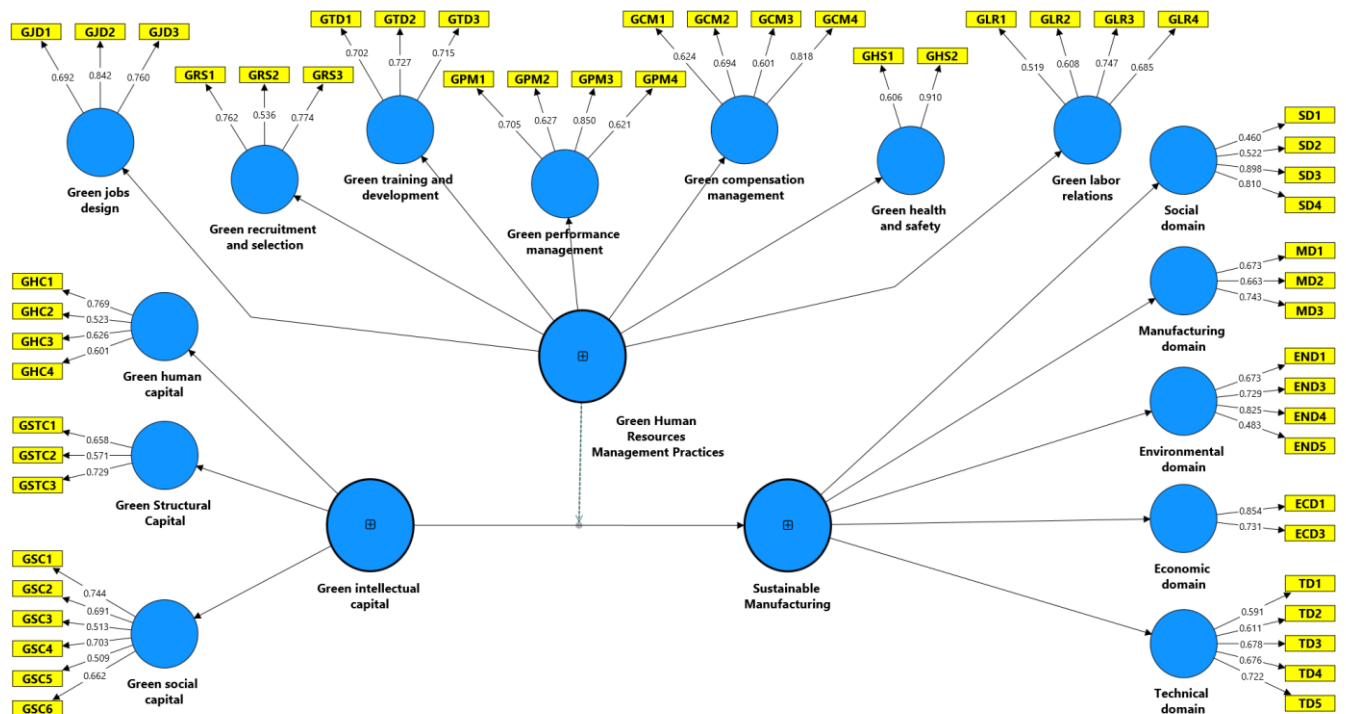 GJD1
GJD2
GJD3
0.692
0.842
0.760
Green jobs
design
GRS1
GRS2
GRS3
0.762
0.536
0.774
Green recruitment
and selection
GTD1
GTD2
GTD3
0.702
0.727
0.715
Green training and
development
GPM1
GPM2
GPM3
GPM4
0.705
0.627
0.850
0.621
Green performance
management
GCM1
GCM2
GCM3
GCM4
0.624
0.694
0.601
0.818
Green compensation
management
GHS1
GHS2
0.606
0.910
Green health
and safety
GLR1
GLR2
GLR3
GLR4
0.519
0.608
0.747
0.685
Green labor
relations
SD1
SD2
SD3
SD4
0.460
0.522
0.898
0.810
Social
domain
MD1
MD2
MD3
0.673
0.663
0.743
Manufacturing
domain
END1
END3
END4
END5
0.673
0.729
0.825
0.483
Environmental
domain
ECD1
ECD3
0.854
0.731
Economic
domain
TD1
TD2
TD3
TD4
TD5
0.591
0.611
0.678
0.676
0.722
Technical
domain
GHC1
GHC2
GHC3
GHC4
0.769
0.523
0.626
0.601
Green human
capital
GSTC1
GSTC2
GSTC3
0.658
0.571
0.729
Green Structural
Capital
GSC1
GSC2
GSC3
GSC4
GSC5
GSC6
0.744
0.691
0.513
0.703
0.509
0.662
Green social
capital
Green Human
Resources
Management Practices
Green intellectual
capital
Sustainable
Manufacturing